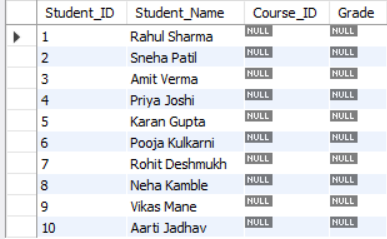 Student_ID Student_Name Course_ID Grade
1 Rahul Sharma NULL NULL
2 Sneha Patil NULL NULL
3 Amit Verma NULL NULL
4 Priya Joshi NULL NULL
5 Karan Gupta NULL NULL
6 Pooja Kulkarni NULL NULL
7 Rohit Deshmukh NULL NULL
8 Neha Kamble NULL NULL
9 Vikas Mane NULL NULL
10 Aarti Jadhav NULL NULL